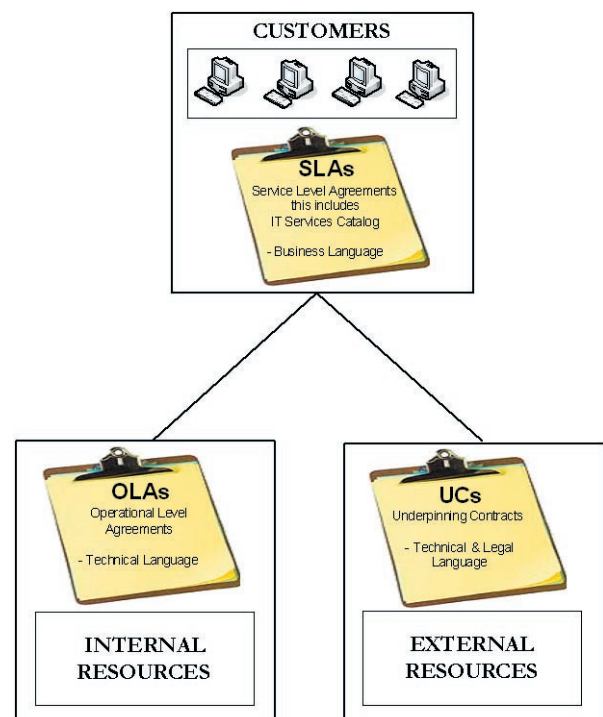 CUSTOMERS
SLAs
Service Level Agreements
this includes
IT Services Catalog
- Business Language
OLAs
Operational Level
Agreements
- Technical Language
INTERNAL
RESOURCES
UCs
Underpinning Contracts
- Technical & Legal
Language
EXTERNAL
RESOURCES